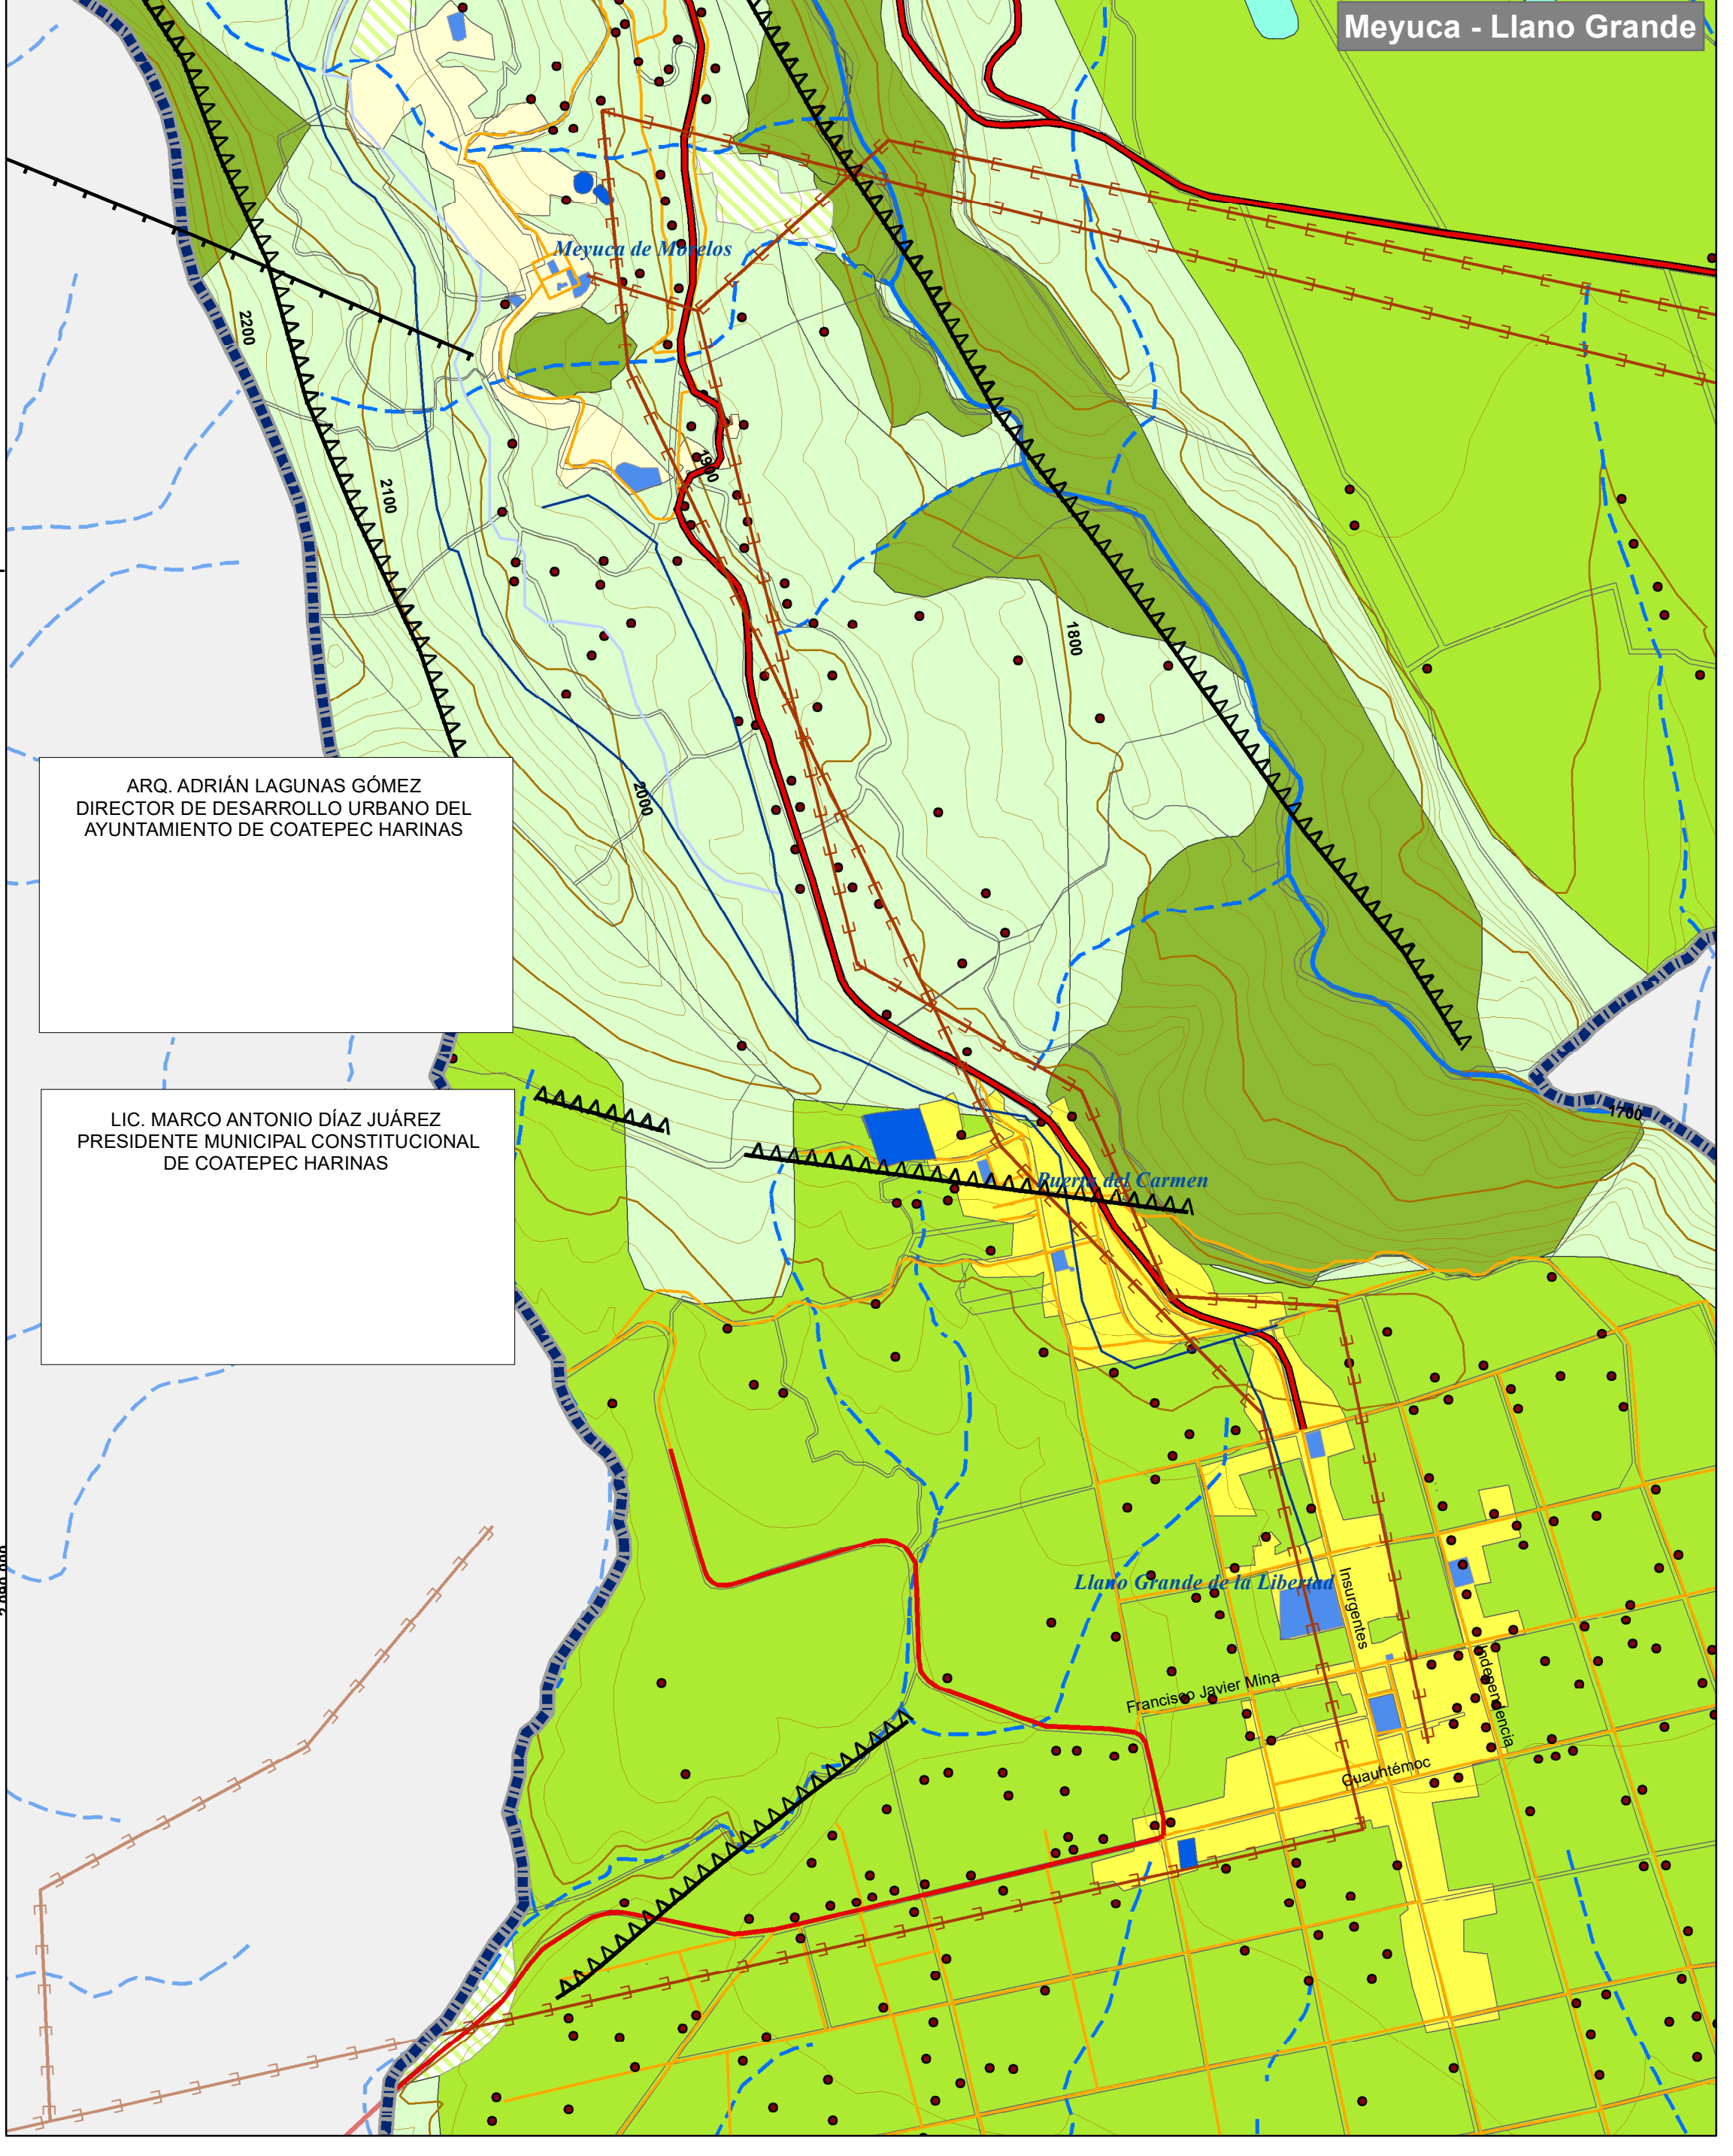 Meyuca - Llano Grande
Meyuca de Morelos
2200
2100
1900
1800
2000
ARQ. ADRIÁN LAGUNAS GÓMEZ
DIRECTOR DE DESARROLLO URBANO DEL
AYUNTAMIENTO DE COATEPEC HARINAS
LIC. MARCO ANTONIO DÍAZ JUÁREZ
PRESIDENTE MUNICIPAL CONSTITUCIONAL
DE COATEPEC HARINAS
1700
Puerta del Carmen
Llano Grande de la Libertad
Insurgentes
Independencia
Francisco Javier Mina
Cuauhtémoc